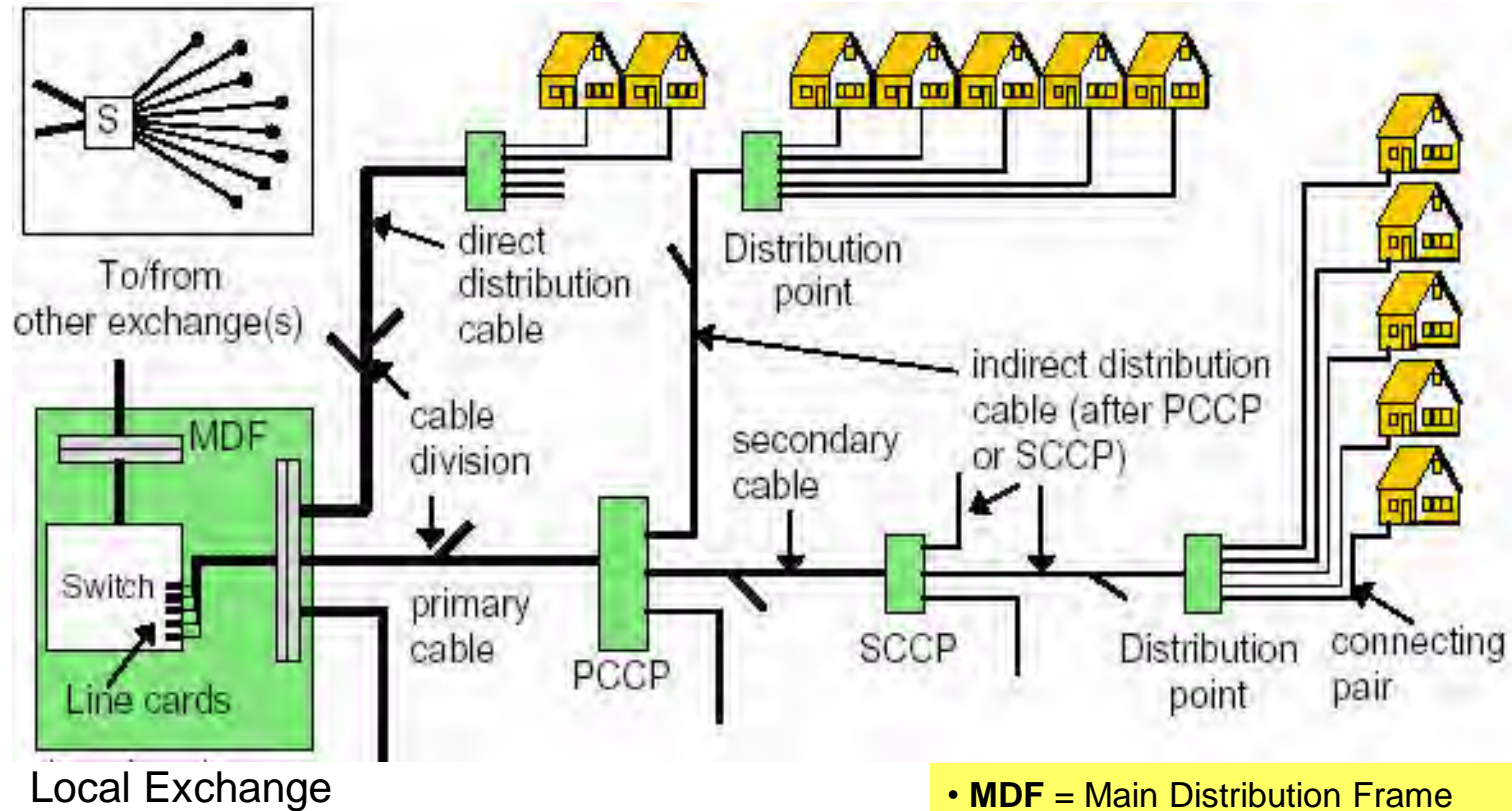 S
To/from
other exchange(s)
direct
distribution
cable
Distribution
point
cable
division
indirect distribution
cable (after PCCP
or SCCP)
secondary
cable
MDF
Switch
Line cards
primary
cable
PCCP
SCCP
Distribution
point
connecting
pair
Local Exchange
• MDF = Main Distribution Frame